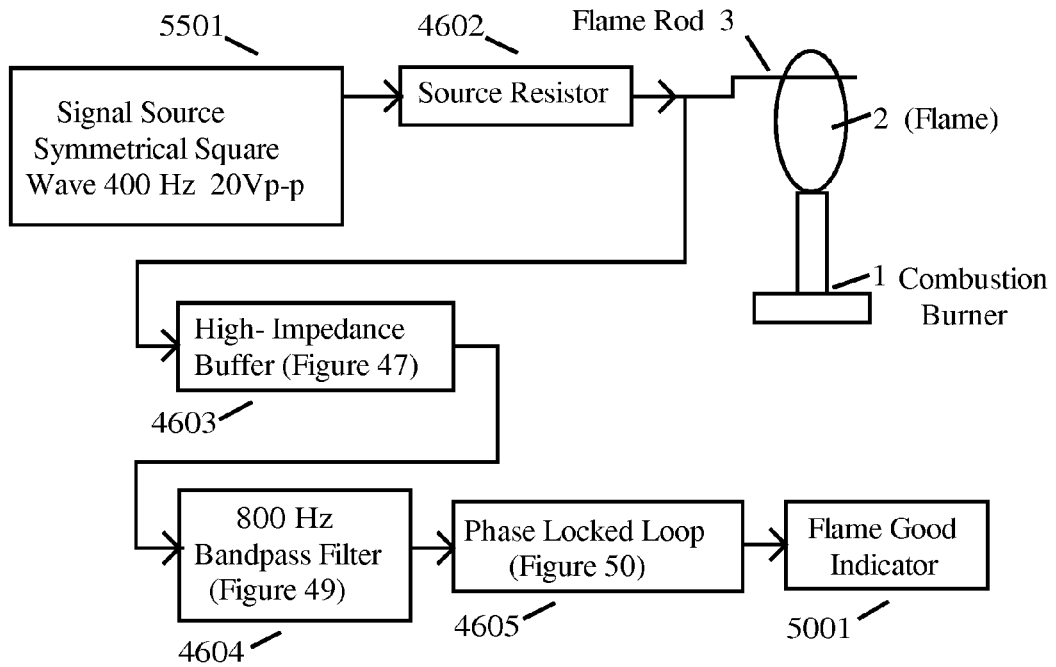 5501
Signal Source
Symmetrical Square
Wave 400 Hz 20Vp-p
4602
Source Resistor
Flame Rod 3
2 (Flame)
1 Combustion
Burner
High- Impedance
Buffer (Figure 47)
4603
800 Hz
Bandpass Filter
(Figure 49)
4604
Phase Locked Loop
(Figure 50)
4605
Flame Good
Indicator
5001